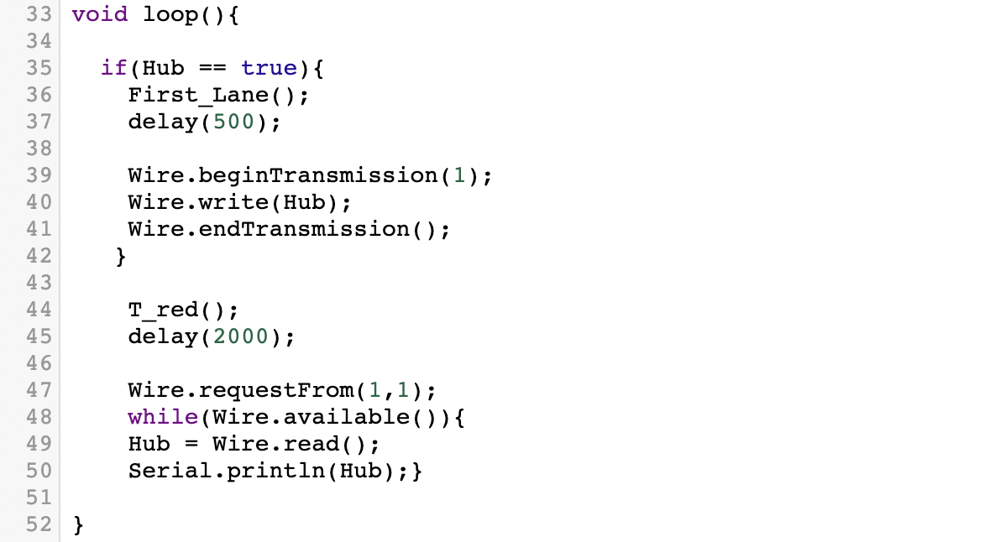 33 void loop(){
34
35 if(Hub == true){
36 First_Lane();
37 delay(500);
38
39 Wire.beginTransmission(1);
40 Wire.write(Hub);
41 Wire.endTransmission();
42 }
43
44 T_red();
45 delay(2000);
46
47 Wire.requestFrom(1,1);
48 while(Wire.available()){
49 Hub = Wire.read();
50 Serial.println(Hub);}
51
52 }